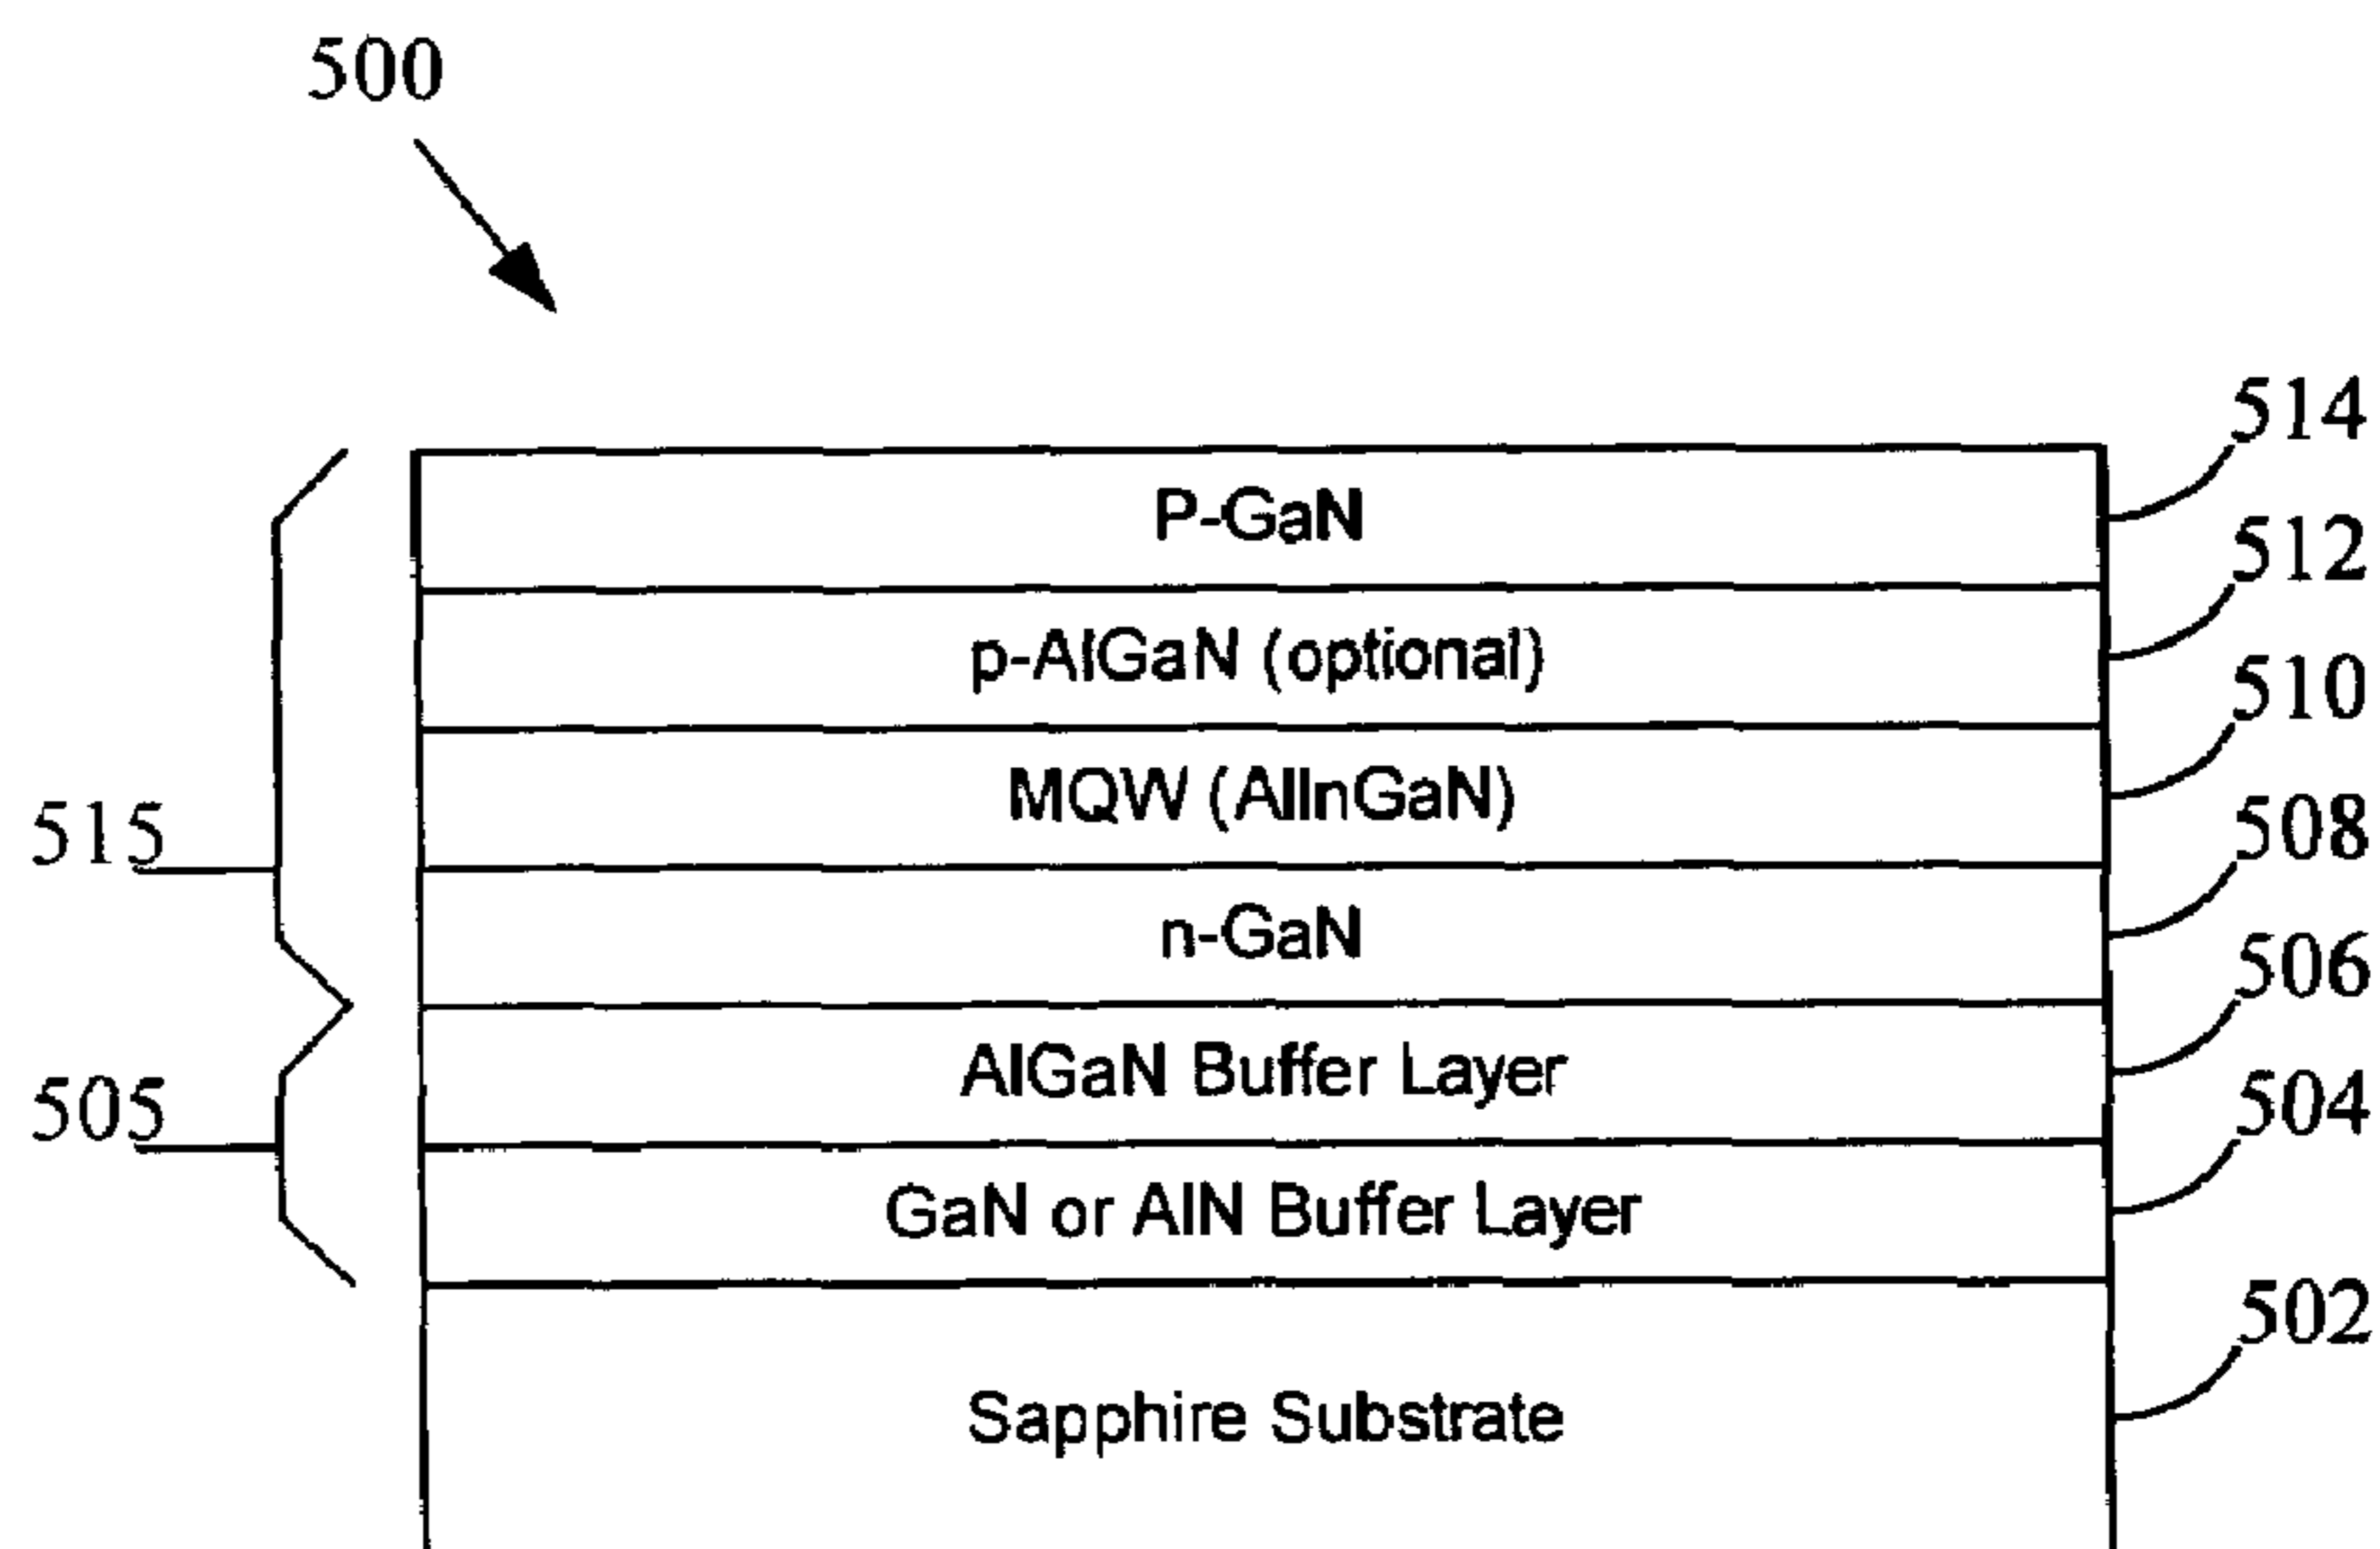 500
514
P-GaN
512
p-AlGaN (optional)
510
MQW (AlInGaN)
515
508
n-GaN
506
AlGaN Buffer Layer
505
504
GaN or AlN Buffer Layer
502
Sapphire Substrate